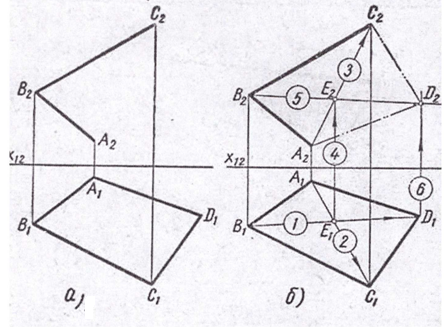 C₂
B₂
A₂
x₁₂
A₁
D₁
B₁
C₁
а)
C₂
3
B₂
5
E₂
D₂
A₂
4
A₁
6
B₁
1
E₁
D₁
2
C₁
б)